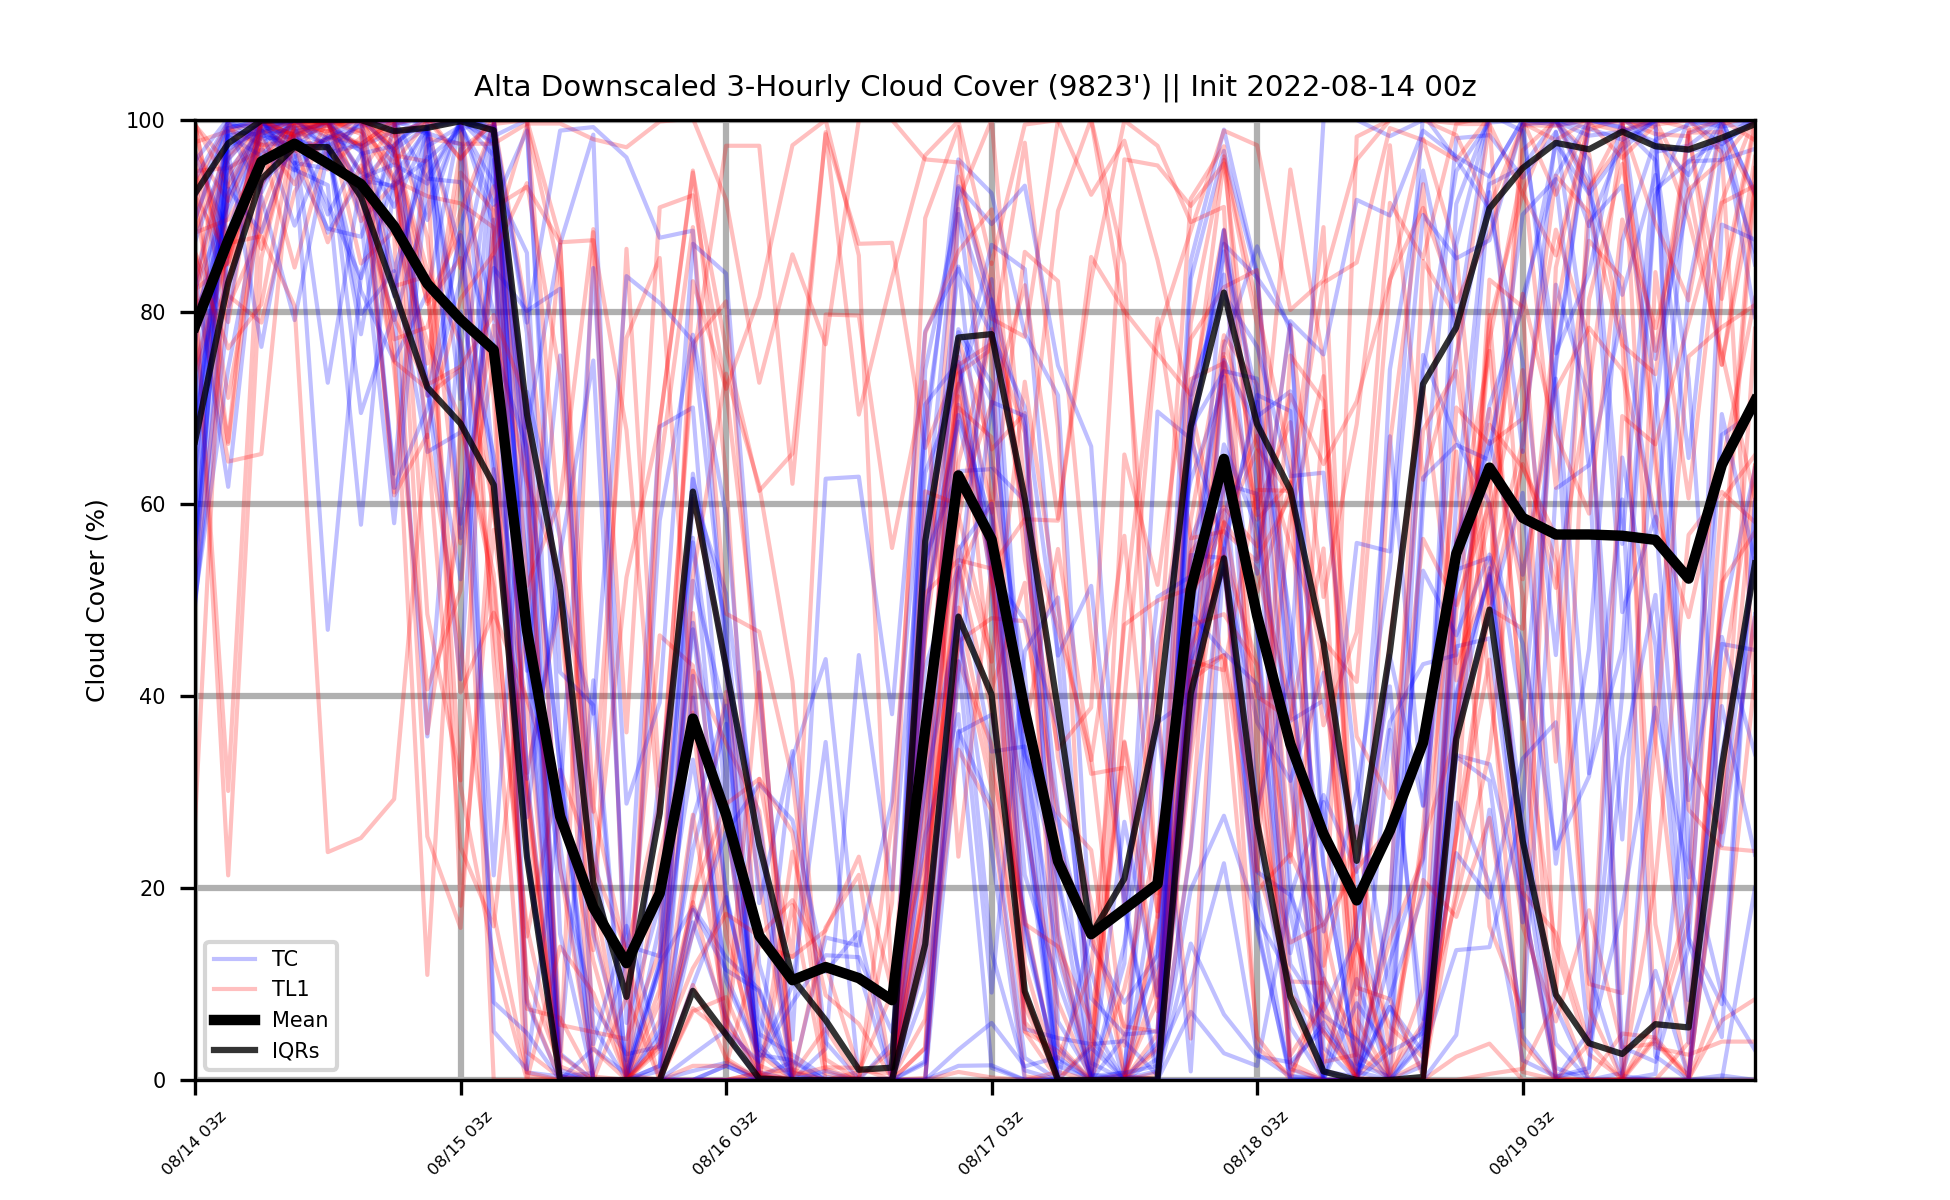 Alta Downscaled 3-Hourly Cloud Cover (9823') || Init 2022-08-14 00z
Cloud Cover (%)
100
80
60
40
20
0
TC
TL1
Mean
IQRs
08/14 03z
08/15 03z
08/16 03z
08/17 03z
08/18 03z
08/19 03z